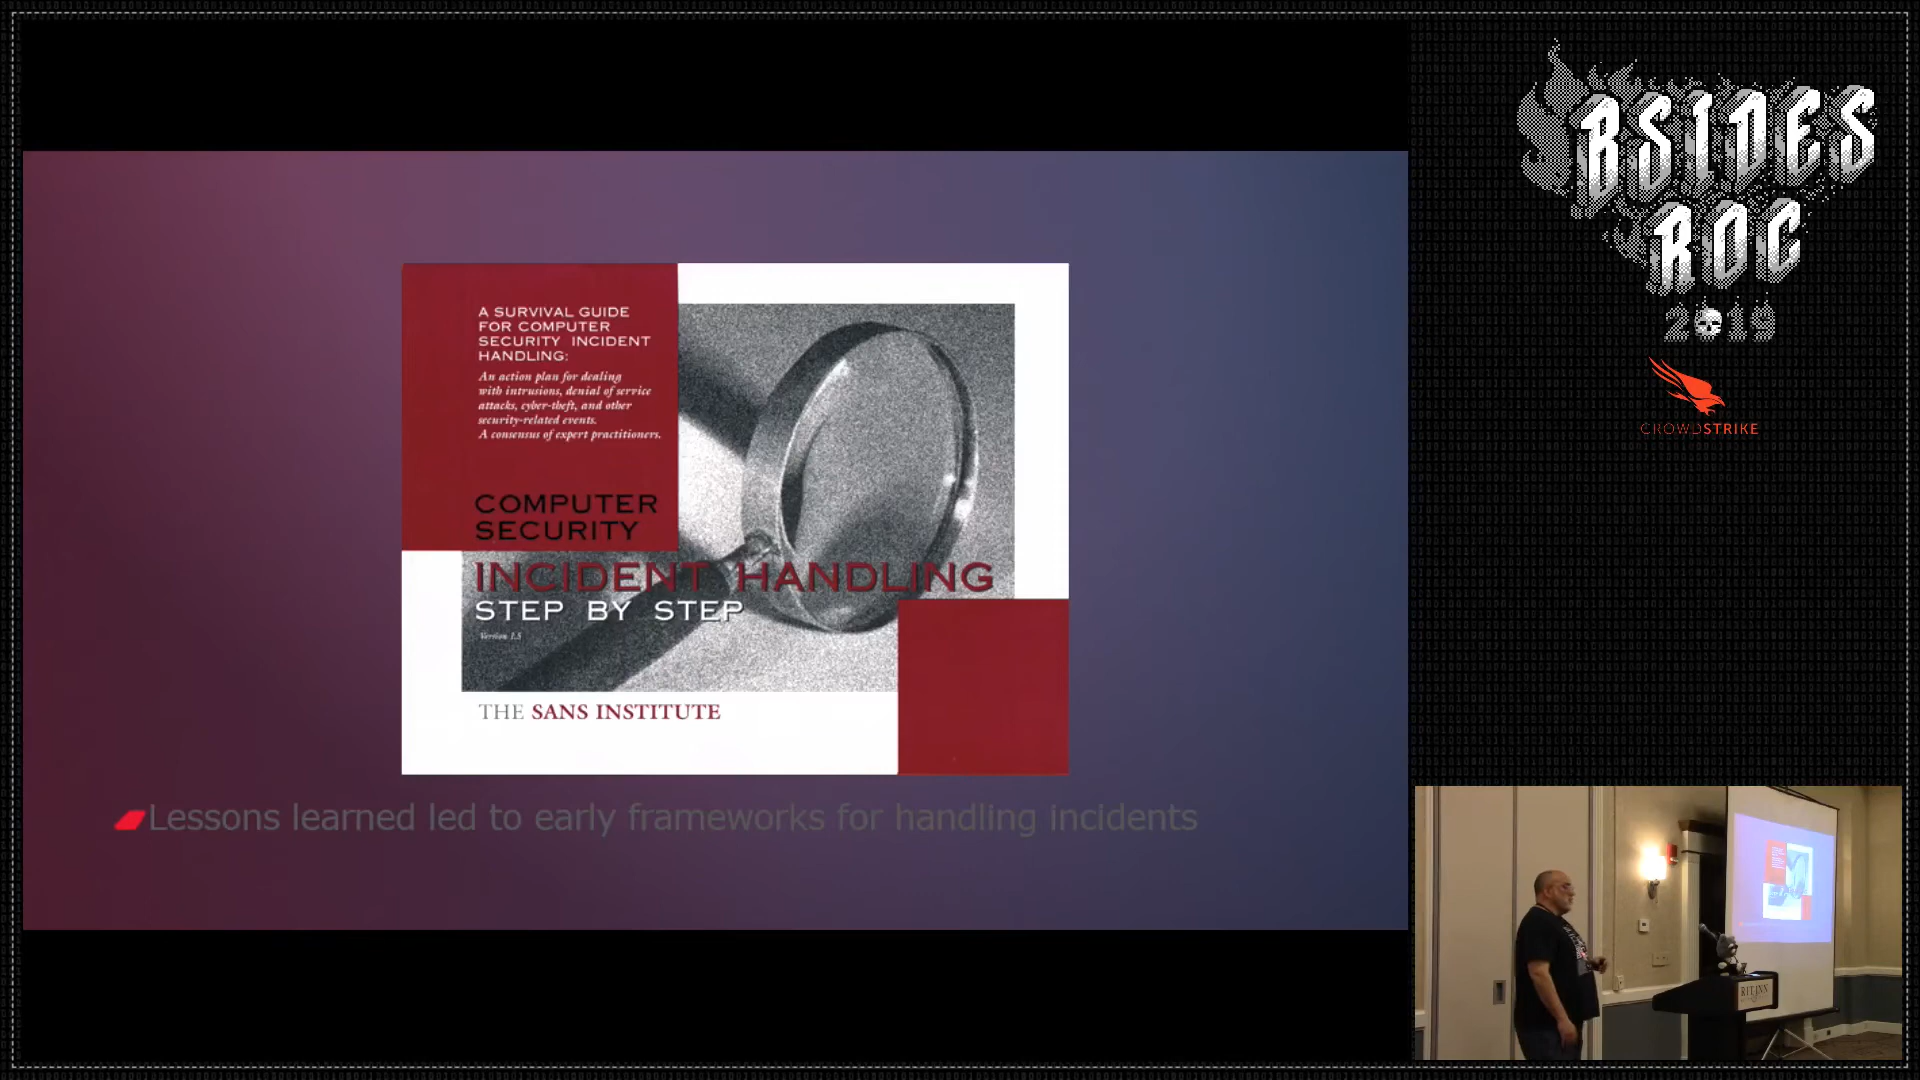 A SURVIVAL GUIDE
FOR COMPUTER
SECURITY INCIDENT
HANDLING:
An action plan for dealing
with intrusions, denial of service
attacks, cyber-theft, and other
security-related events.
A consensus of expert practitioners.
COMPUTER
SECURITY
INCIDENT HANDLING
STEP BY STEP
Version 1.5
THE SANS INSTITUTE
Lessons learned led to early frameworks for handling incidents
BSIDES
ROC
2019
CROWDSTRIKE
RIT INN